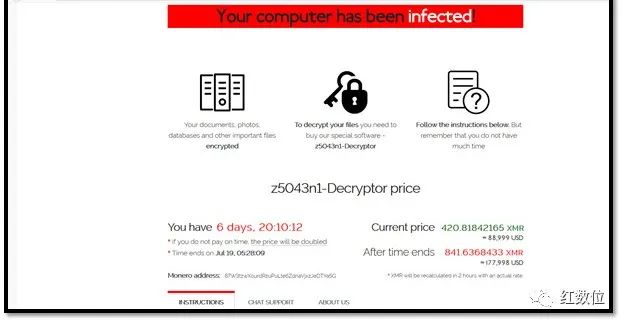 Your computer has been infected
Your documents, photos,
databases and other important files
encrypted
To decrypt your files you need to
buy our special software -
z5043n1-Decryptor
Follow the instructions below. But
remember that you do not have
much time
z5043n1-Decryptor price
You have 6 days, 20:10:12
* If you do not pay on time, the price will be doubled
* Time ends on Jul 19, 05:28:09
Current price 420.81842165 XMR
≈ 88,999 USD
After time ends 841.6368433 XMR
≈ 177,998 USD
Monero address:
* XMR will be recalculated in 2 hours with an actual rate
INSTRUCTIONS CHAT SUPPORT ABOUT US
红数位